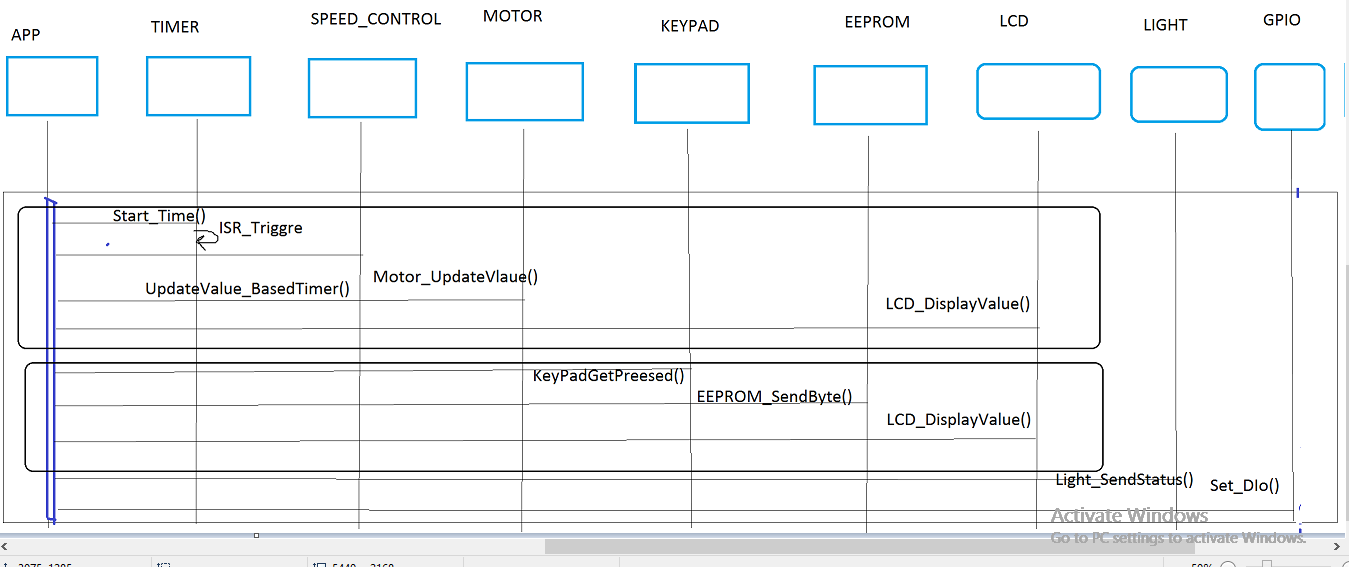 APP
TIMER
SPEED_CONTROL
MOTOR
KEYPAD
EEPROM
LCD
LIGHT
GPIO
Start_Time()
ISR_Triggre
Motor_UpdateVlaue()
UpdateValue_BasedTimer()
LCD_DisplayValue()
KeyPadGetPreesed()
EEPROM_SendByte()
LCD_DisplayValue()
Light_SendStatus()
Set_DIo()
Activate Windows
Go to PC settings to activate Windows.